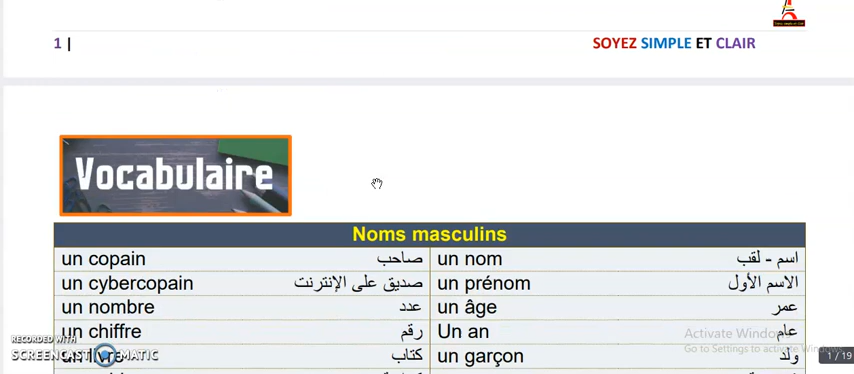 1 |
SOYEZ SIMPLE ET CLAIR
Vocabulaire
Noms masculins
un copain صاحب un nom اسم - لقب
un cybercopain صديق على الإنترنت un prénom الاسم الأول
un nombre عدد un âge عمر
un chiffre رقم Un an عام
un livre كتاب un garçon ولد
RECORDED WITH
SCREENCAST MATIC
Activate Windows
Go to Settings to activate Windows.
1 / 19